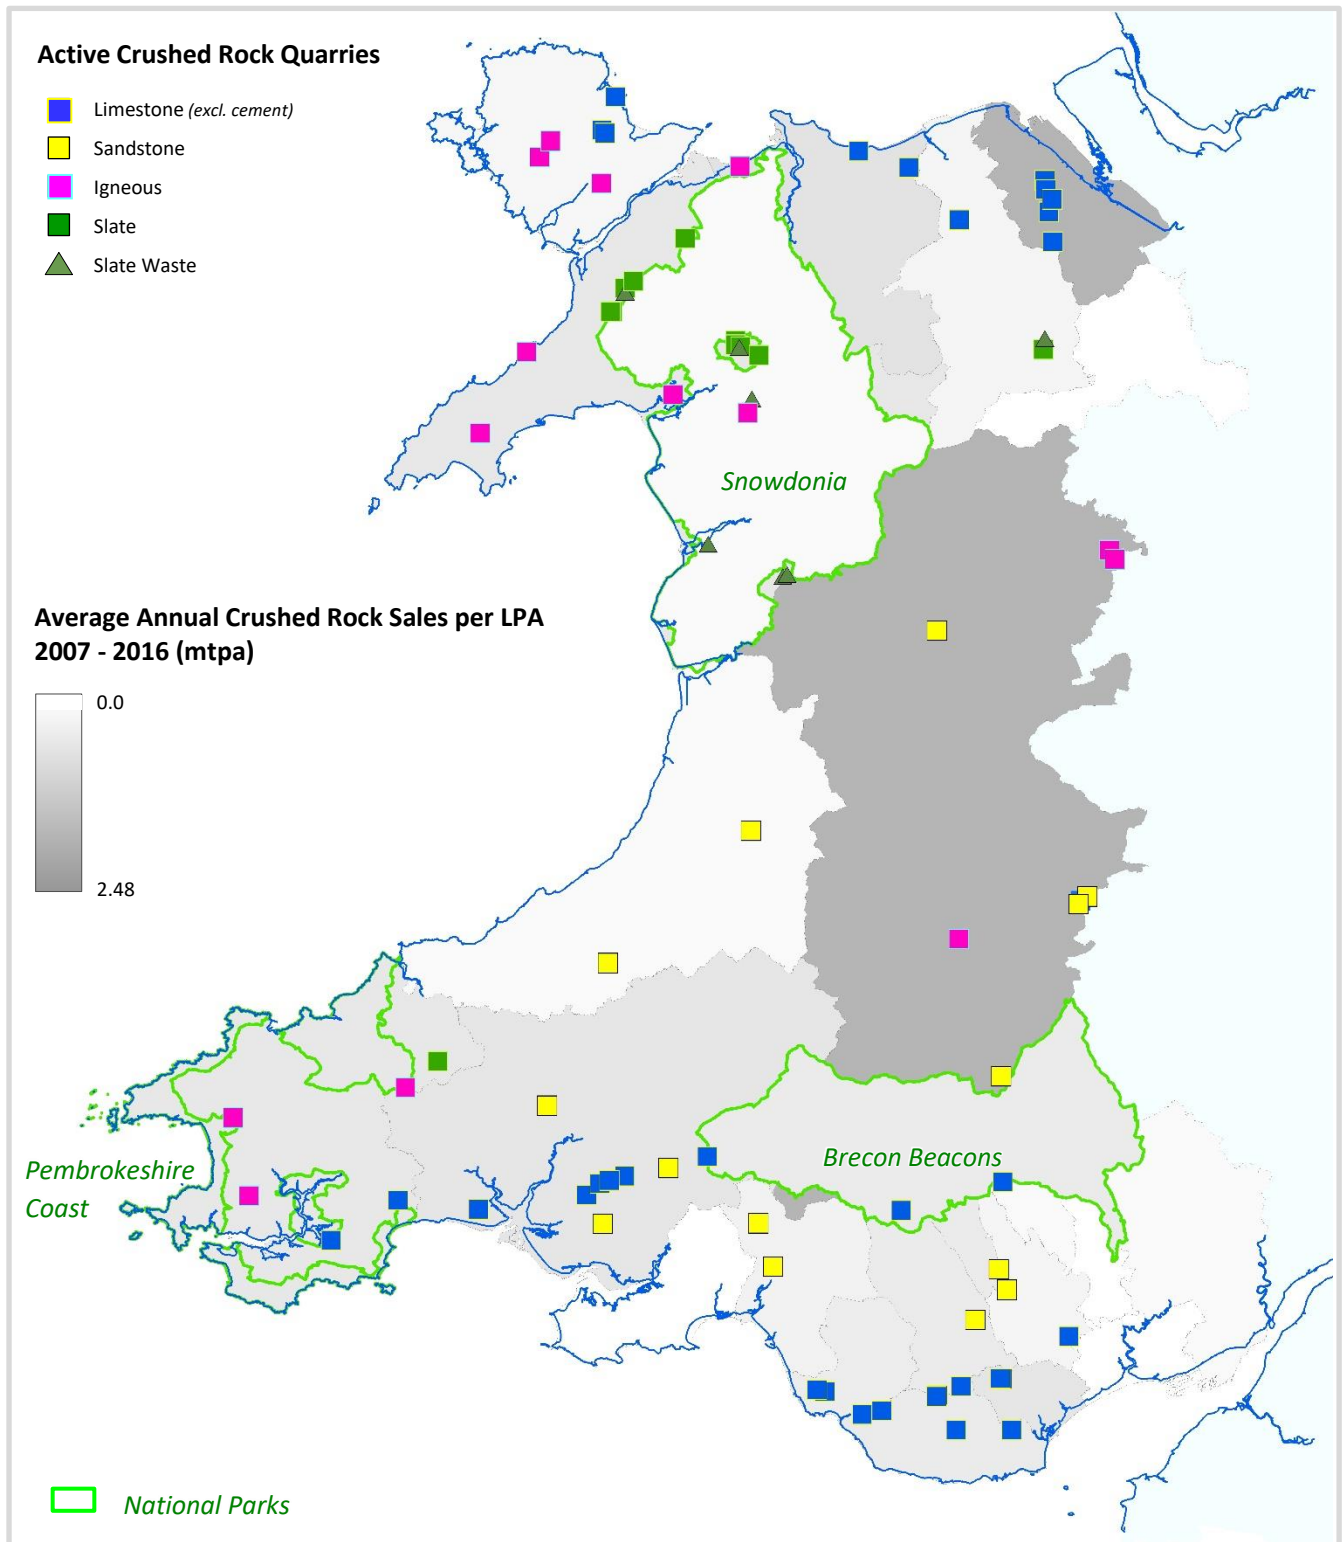 Active Crushed Rock Quarries
Limestone (excl. cement)
Sandstone
Igneous
Slate
Slate Waste
Snowdonia
Average Annual Crushed Rock Sales per LPA
2007 - 2016 (mtpa)
0.0
2.48
Pembrokeshire
Coast
Brecon Beacons
National Parks